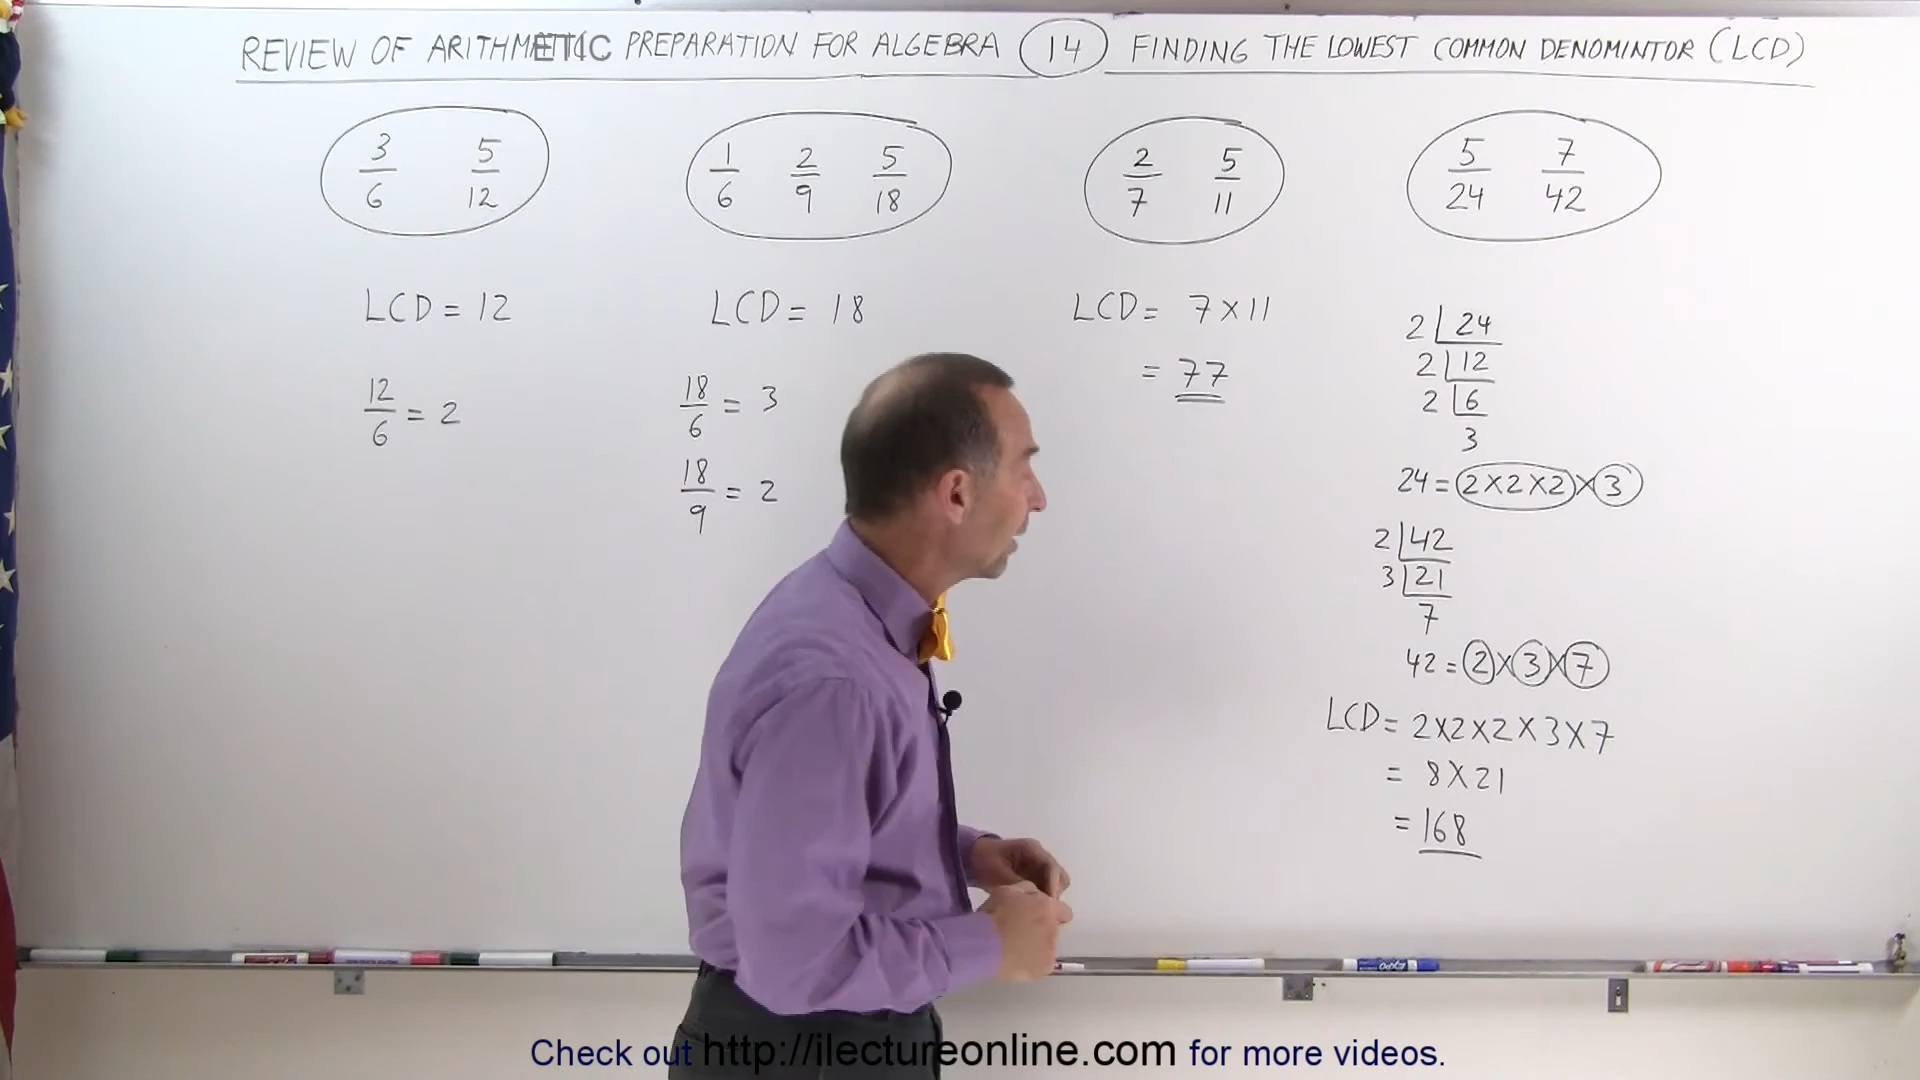 REVIEW OF ARITHMETIC PREPARATION FOR ALGEBRA 14 FINDING THE LOWEST COMMON DENOMINTOR (LCD)
3/6 5/12
LCD = 12
12/6 = 2
1/6 2/9 5/18
LCD = 18
18/6 = 3
18/9 = 2
2/7 5/11
LCD = 7×11
= 77
5/24 7/42
2 24
2 12
2 6
3
24 = 2×2×2×3
2 42
3 21
7
42 = 2×3×7
LCD = 2×2×2×3×7
= 8×21
= 168
Check out http://ilectureonline.com for more videos.